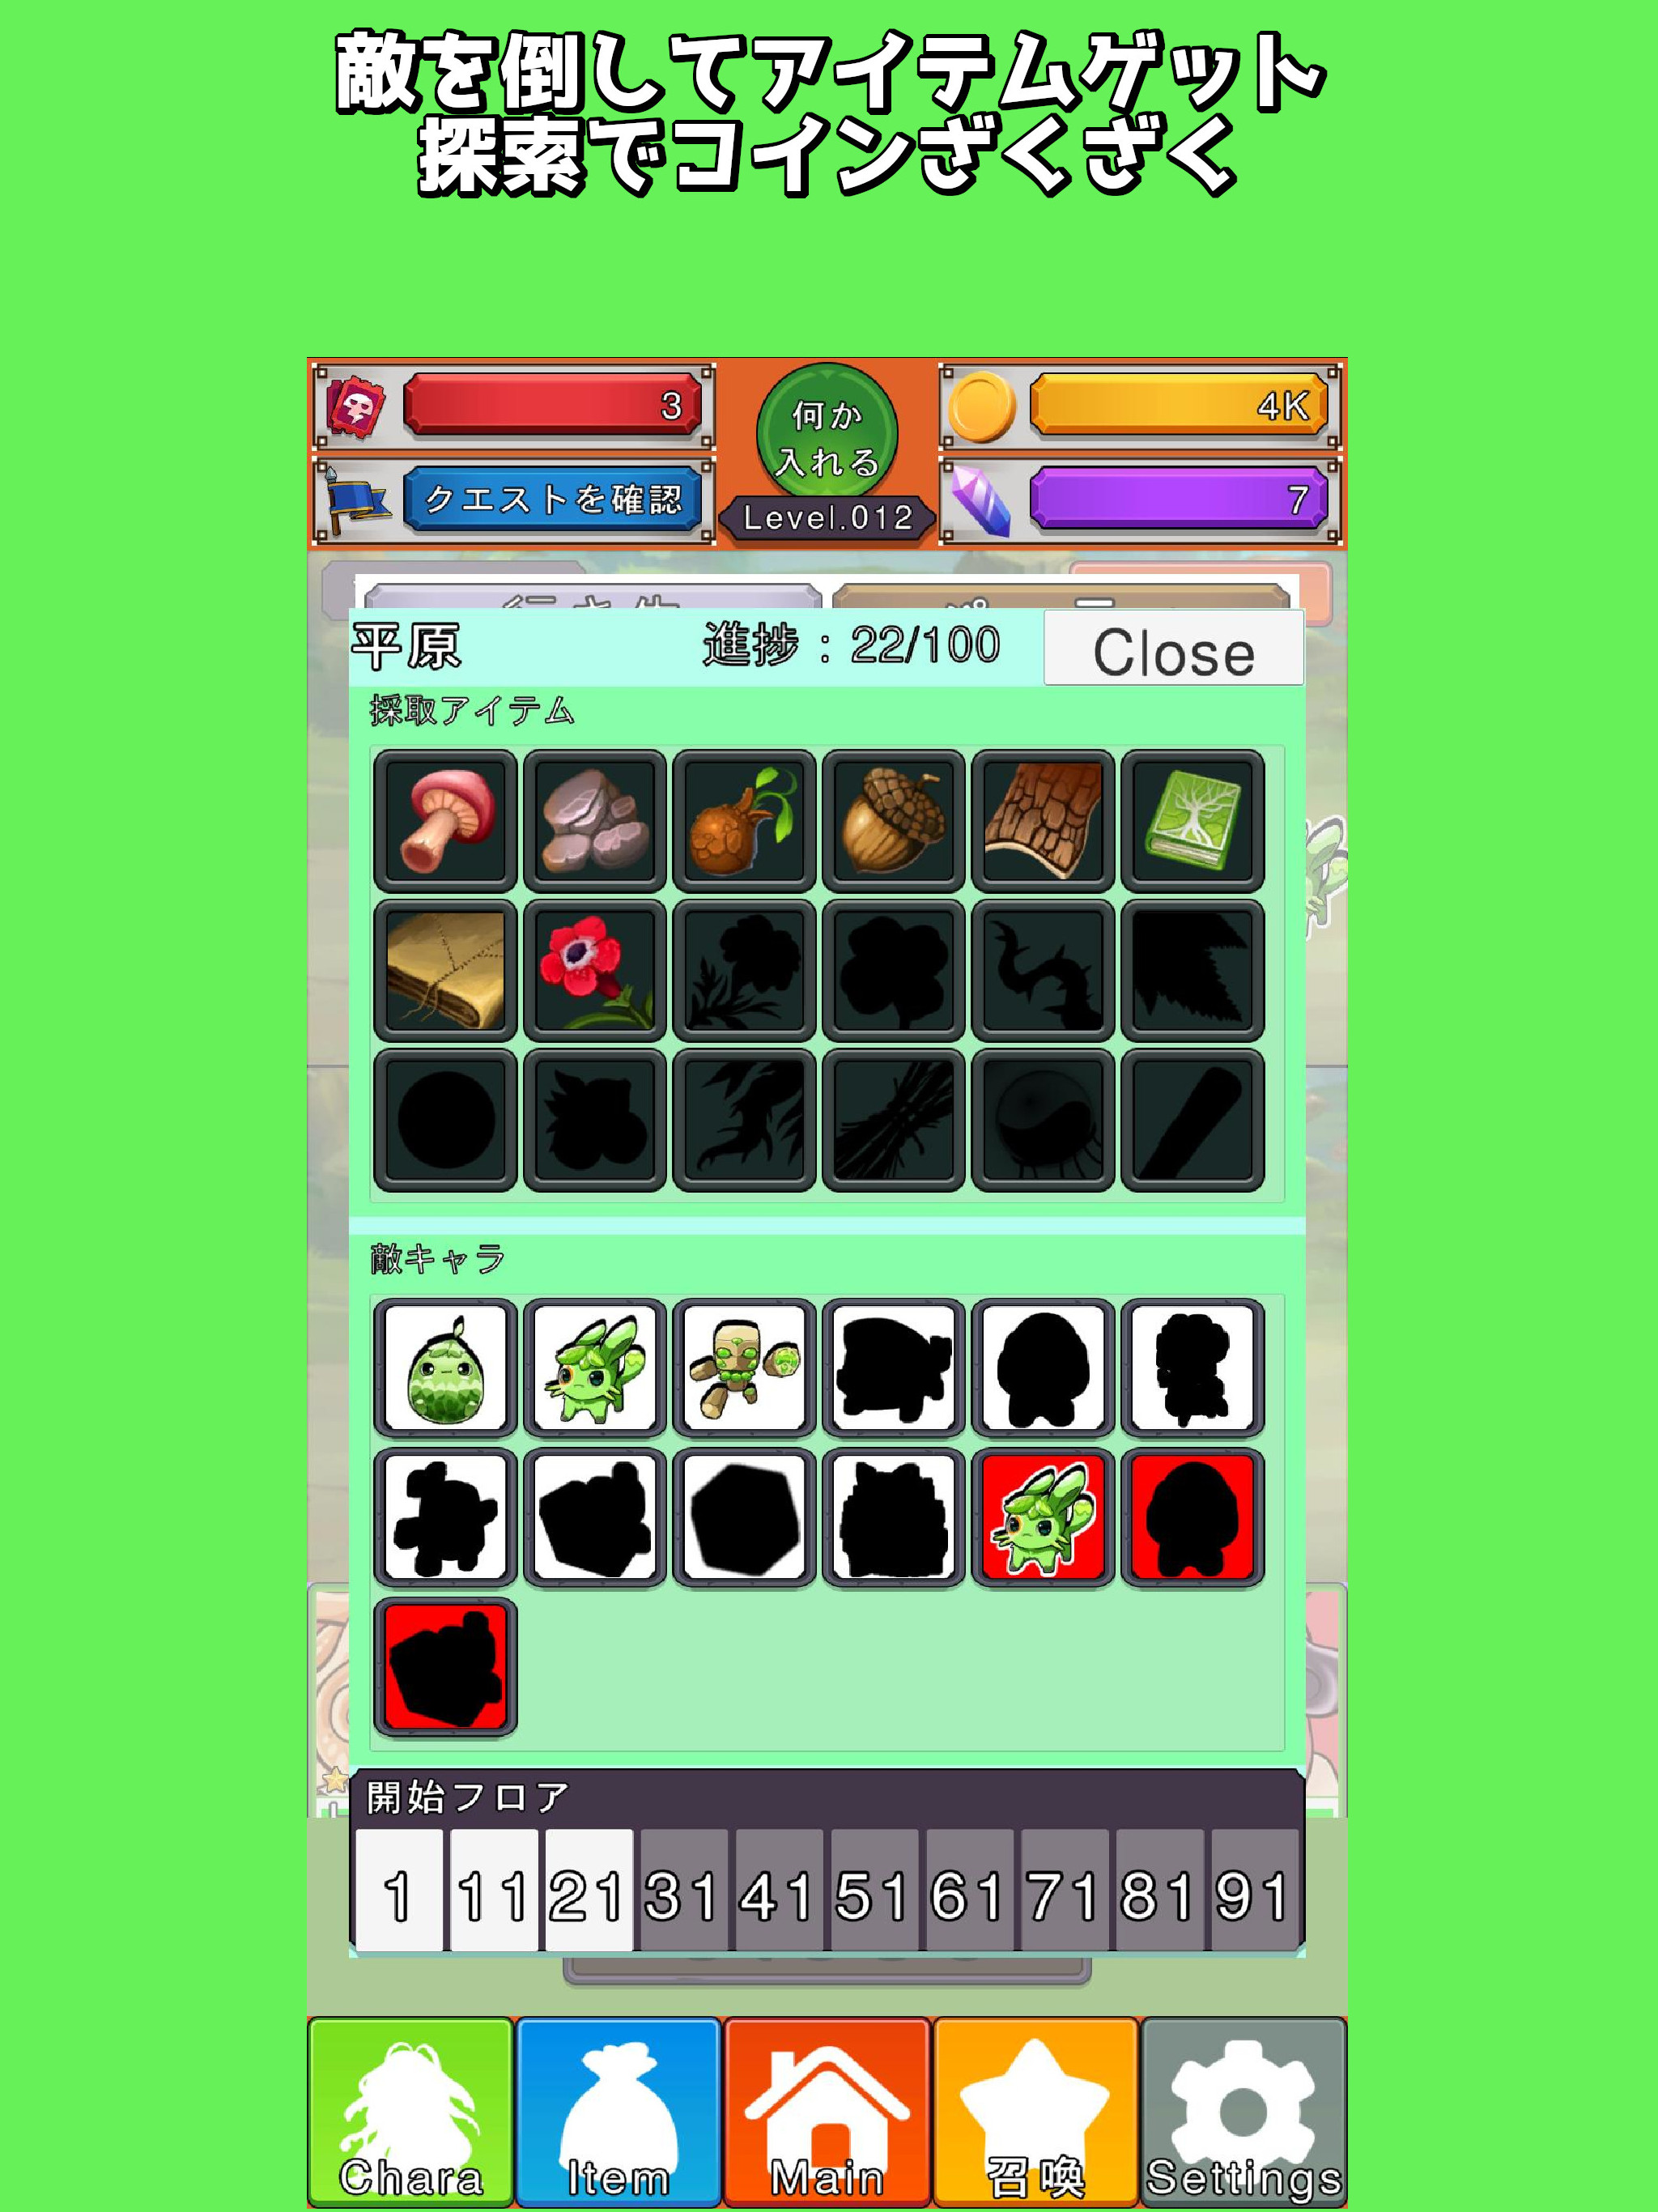 敵を倒してアイテムゲット
探索でコインざくざく
3
何か
入れる
4K
クエストを確認
Level.012
7
平原
進捗：22/100
Close
採取アイテム
敵キャラ
開始フロア
1 11 21 31 41 51 61 71 81 91
Chara
Item
Main
召喚
Settings